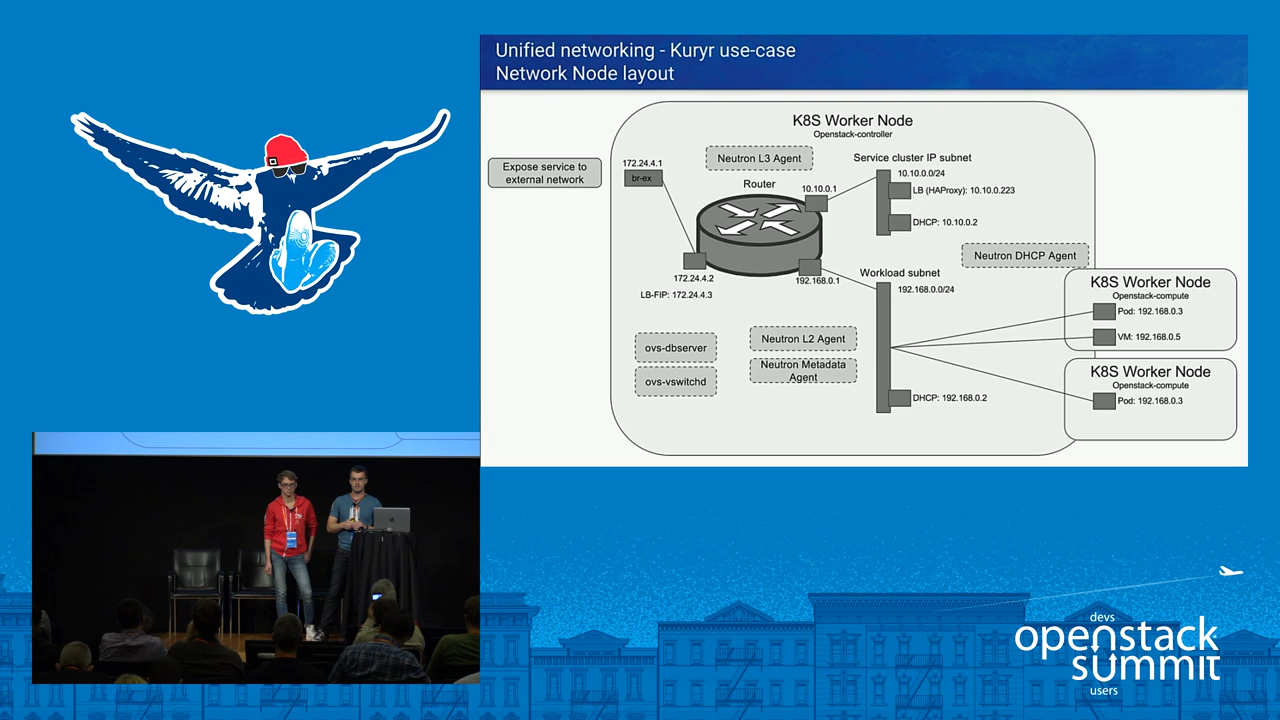 Unified networking - Kuryr use-case
Network Node layout
K8S Worker Node
Openstack-controller
Expose service to
external network
172.24.4.1
br-ex
Neutron L3 Agent
Router
10.10.0.1
Service cluster IP subnet
10.10.0.0/24
LB (HAProxy): 10.10.0.223
DHCP: 10.10.0.2
Neutron DHCP Agent
172.24.4.2
LB-FIP: 172.24.4.3
192.168.0.1
Workload subnet
192.168.0.0/24
K8S Worker Node
Openstack-compute
Pod: 192.168.0.3
VM: 192.168.0.5
ovs-dbserver
ovs-vswitchd
Neutron L2 Agent
Neutron Metadata
Agent
DHCP: 192.168.0.2
K8S Worker Node
Openstack-compute
Pod: 192.168.0.3
devs
openstack
summit
users